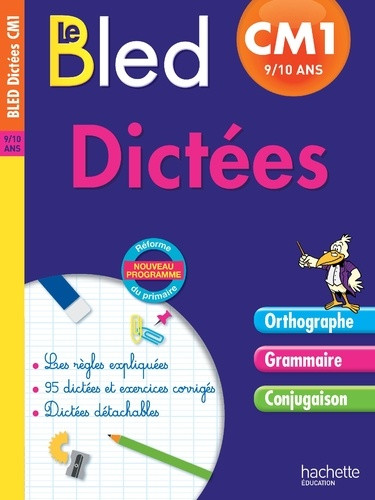 BLED Dictées CM1
9/10
ANS
Le
Bled
CM1
9/10 ANS
Dictées
Réforme
NOUVEAU
PROGRAMME
du primaire
Orthographe
Grammaire
Conjugaison
• Les règles expliquées
• 95 dictées et exercices corrigés
• Dictées détachables
hachette
ÉDUCATION